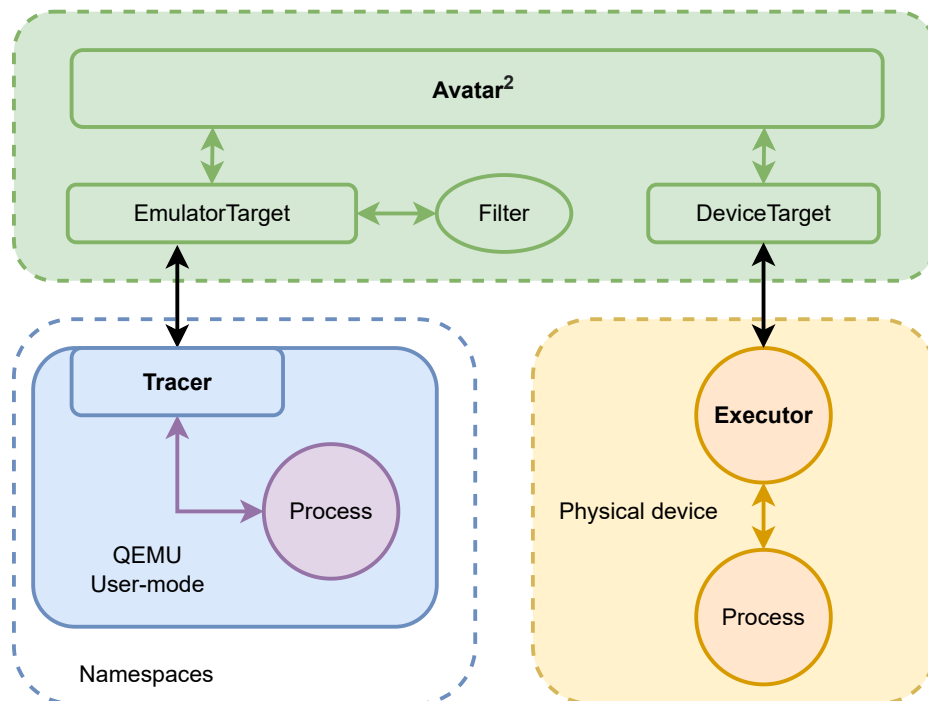 Avatar²
EmulatorTarget
Filter
DeviceTarget
Tracer
Executor
Process
Physical device
QEMU
User-mode
Process
Namespaces